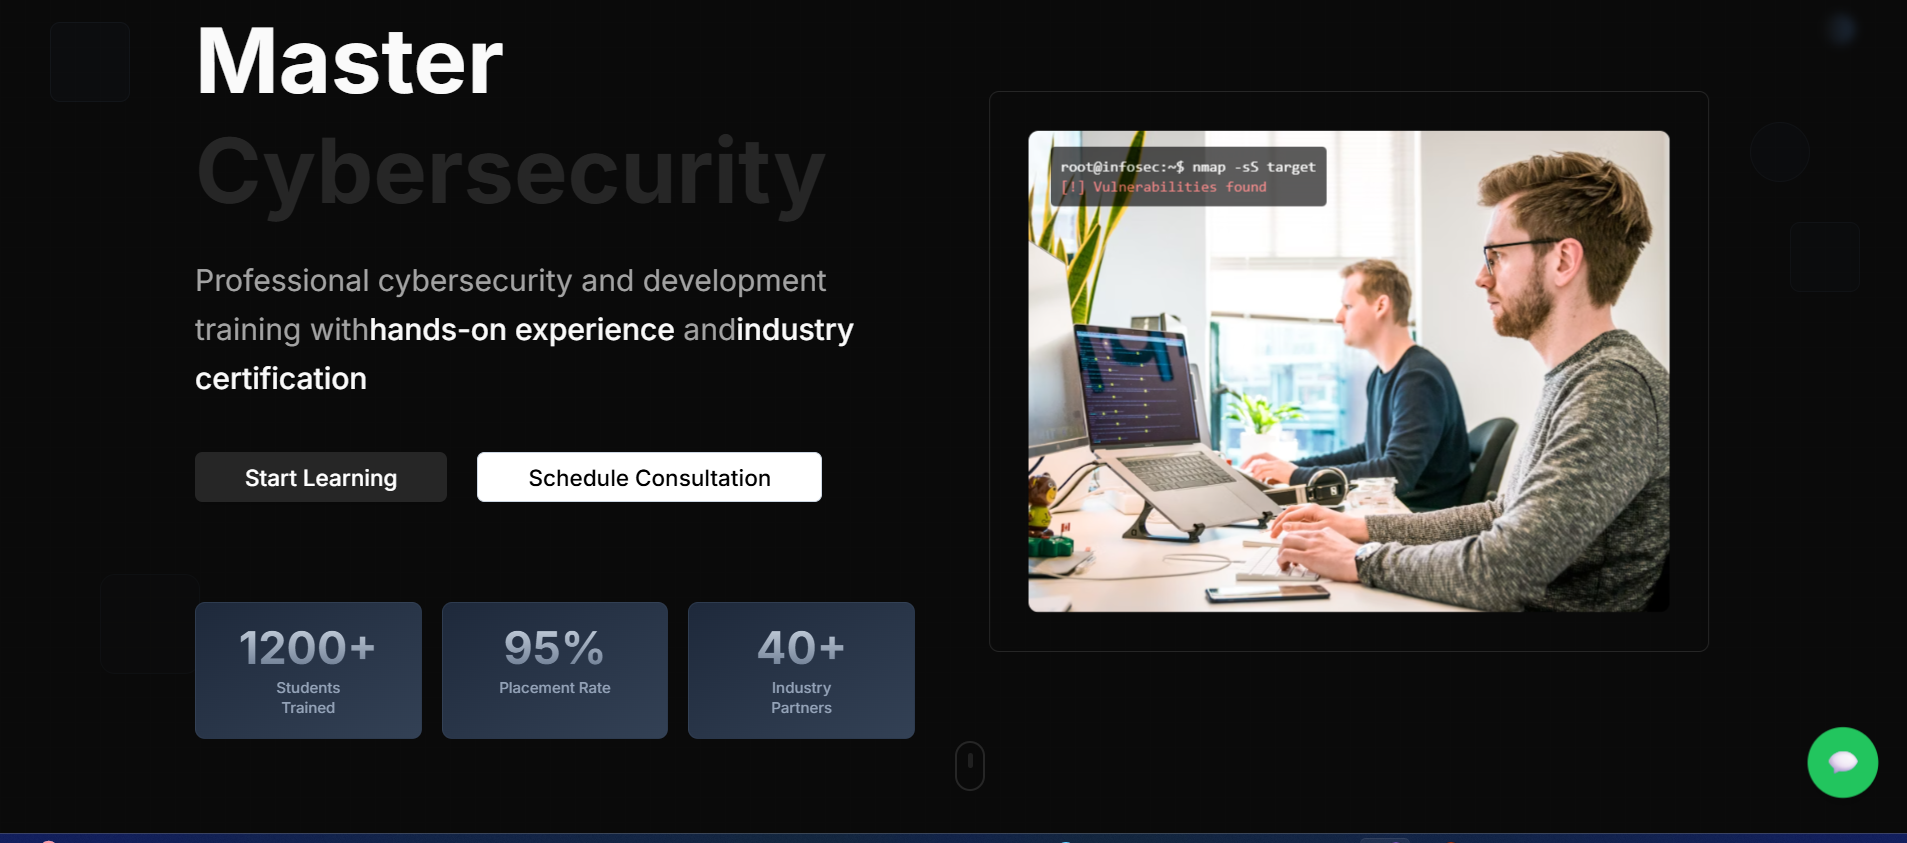 Master
Cybersecurity
Professional cybersecurity and development
training withhands-on experience andindustry
certification
Start Learning
Schedule Consultation
1200+
Students
Trained
95%
Placement Rate
40+
Industry
Partners
root@infosec:~$ nmap -sS target
[!] Vulnerabilities found